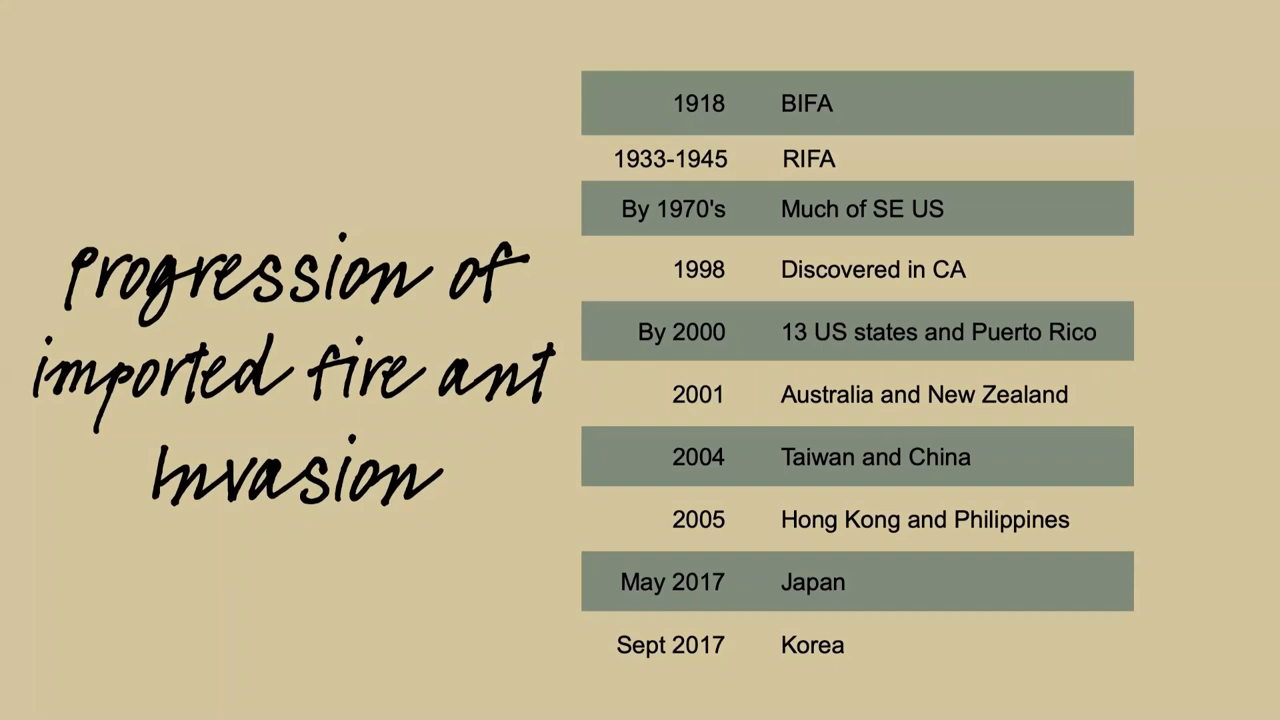 Progression of
imported fire ant
Invasion
1918 BIFA
1933-1945 RIFA
By 1970's Much of SE US
1998 Discovered in CA
By 2000 13 US states and Puerto Rico
2001 Australia and New Zealand
2004 Taiwan and China
2005 Hong Kong and Philippines
May 2017 Japan
Sept 2017 Korea